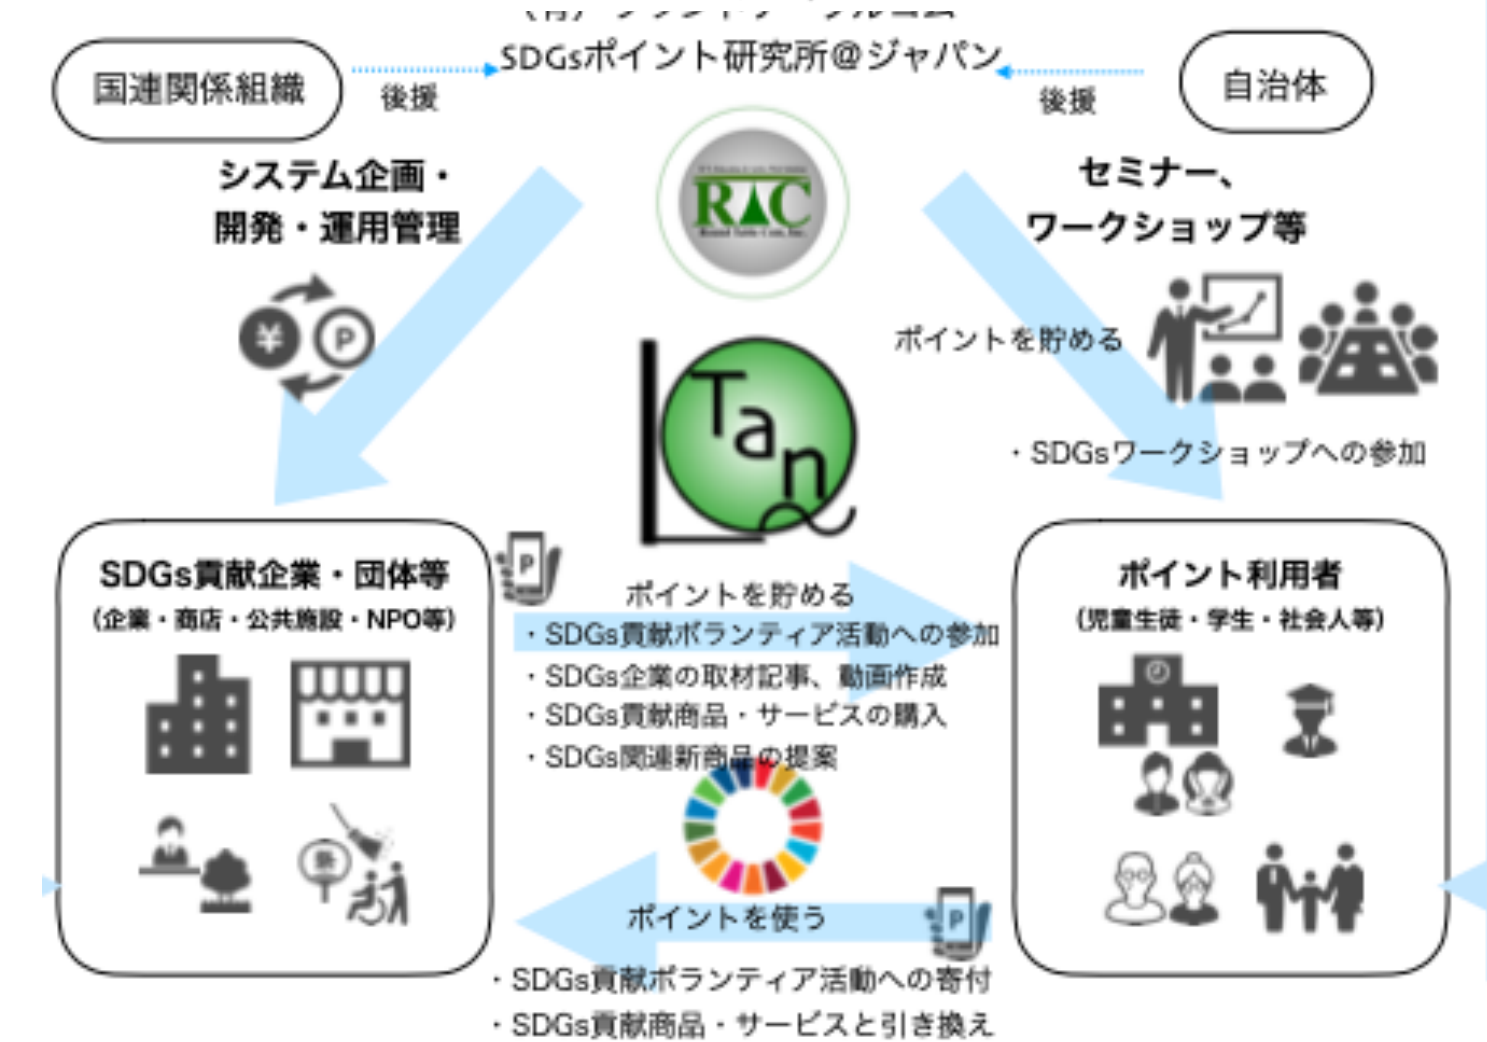 SDGsポイント研究所@ジャパン
国連関係組織
後援
後援
自治体
システム企画・
開発・運用管理
セミナー、
ワークショップ等
RTC
Round Table Com, Inc.
¥
P
ポイントを貯める
・SDGsワークショップへの参加
Tan
SDGs貢献企業・団体等
(企業・商店・公共施設・NPO等)
P
ポイントを貯める
・SDGs貢献ボランティア活動への参加
・SDGs企業の取材記事、動画作成
・SDGs貢献商品・サービスの購入
・SDGs関連新商品の提案
ポイント利用者
(児童生徒・学生・社会人等)
ポイントを使う
P
・SDGs貢献ボランティア活動への寄付
・SDGs貢献商品・サービスと引き換え